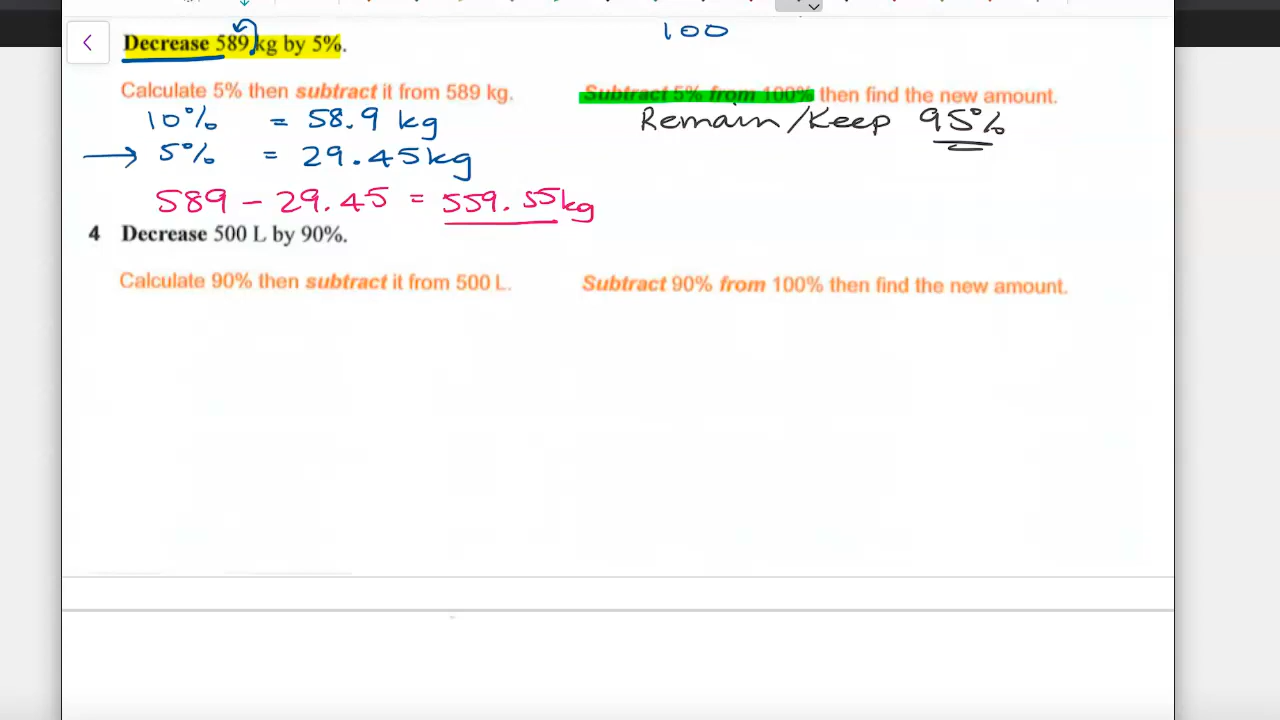 100
Decrease 589 kg by 5%.
Calculate 5% then subtract it from 589 kg.
Subtract 5% from 100% then find the new amount.
10% = 58.9 kg
Remain/Keep 95%
→ 5% = 29.45kg
589 - 29.45 = 559.55kg
4 Decrease 500 L by 90%.
Calculate 90% then subtract it from 500 L.
Subtract 90% from 100% then find the new amount.